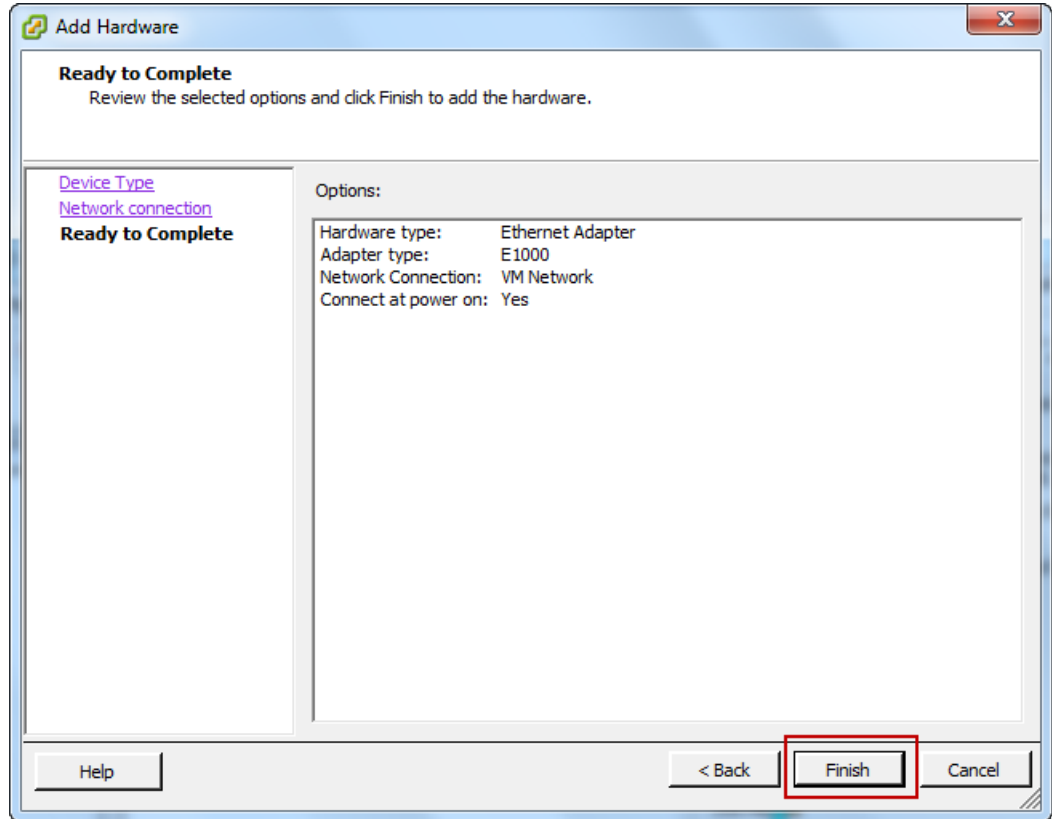 Add Hardware
Ready to Complete
Review the selected options and click Finish to add the hardware.
Device Type
Network connection
Ready to Complete
Options:
Hardware type: Ethernet Adapter
Adapter type: E1000
Network Connection: VM Network
Connect at power on: Yes
Help
< Back
Finish
Cancel